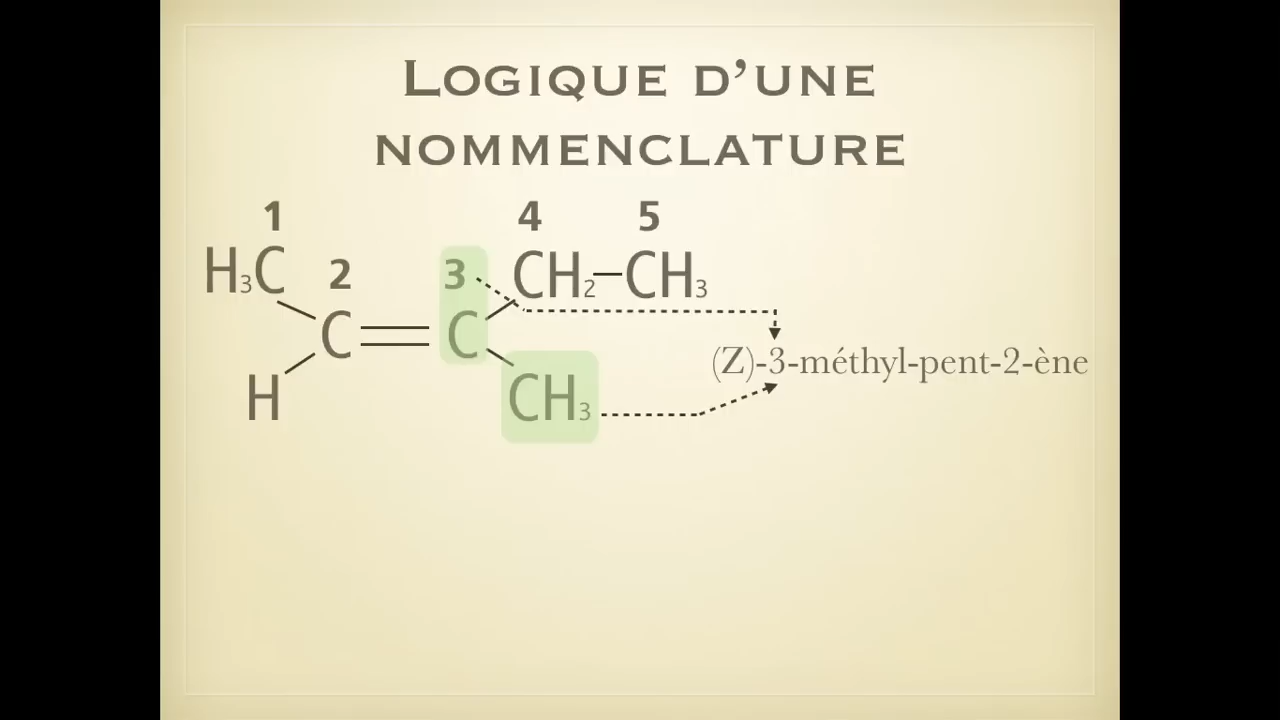 LOGIQUE D'UNE
NOMMENCLATURE
1 4 5
H₃C 2 3 CH₂–CH₃
C=C
(Z)-3-méthyl-pent-2-ène
H CH₃